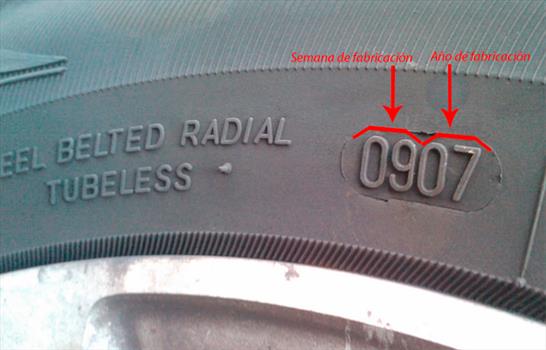 Semana de fabricación
Año de fabricación
EEL BELTED RADIAL
TUBELESS
0907